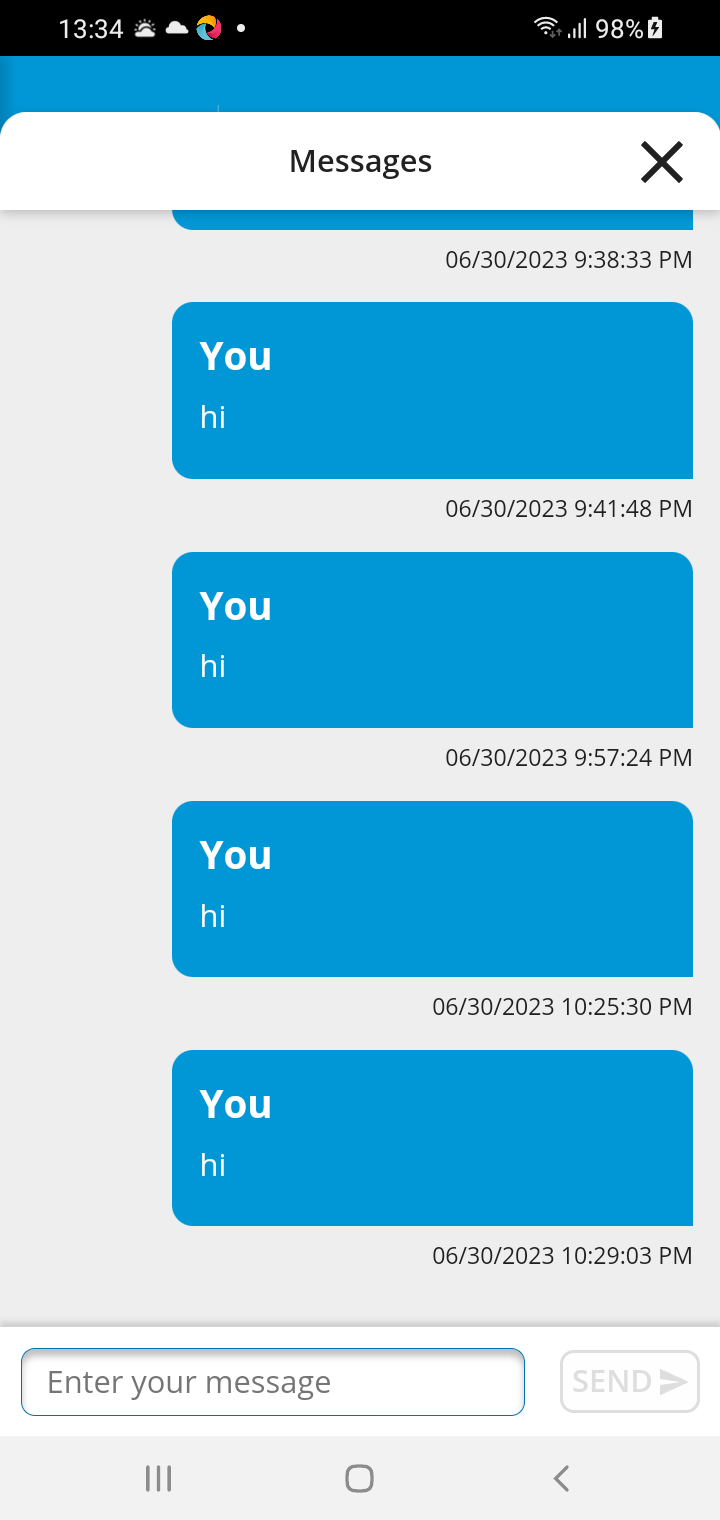 13:34 98%
Messages
06/30/2023 9:38:33 PM
You
hi
06/30/2023 9:41:48 PM
You
hi
06/30/2023 9:57:24 PM
You
hi
06/30/2023 10:25:30 PM
You
hi
06/30/2023 10:29:03 PM
Enter your message SEND